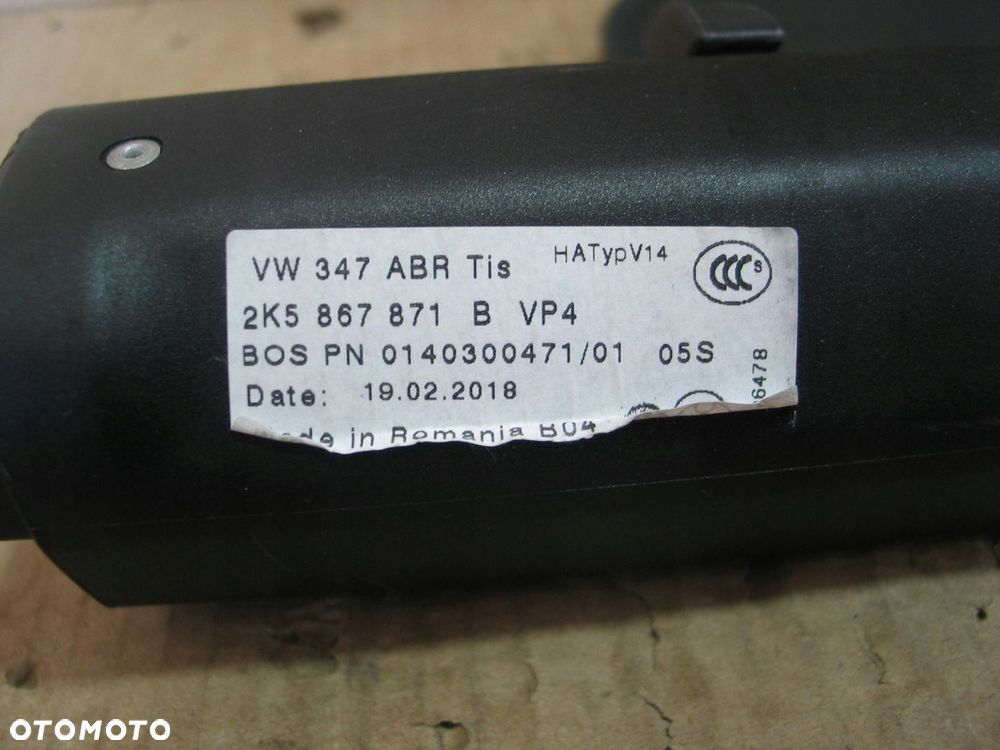 VW 347 ABR Tis HATypV14
CCC S
2K5 867 871 B VP4
BOS PN 0140300471/01 05S
Date: 19.02.2018
in Romania B04
OTOMOTO